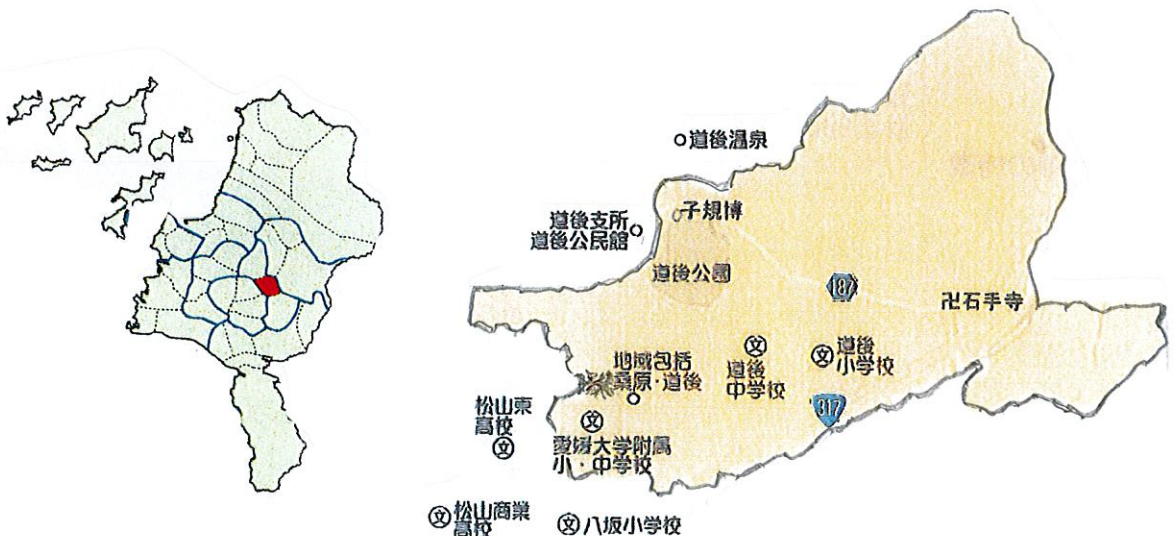 道後温泉
子規博
道後支所
道後公民館
道後公園
187
卍石手寺
文
道後
中学校
文
道後
小学校
地域包括
桑原・道後
317
松山東
高校
文
文
愛媛大学附属
小・中学校
文
松山商業
高校
文
八坂小学校